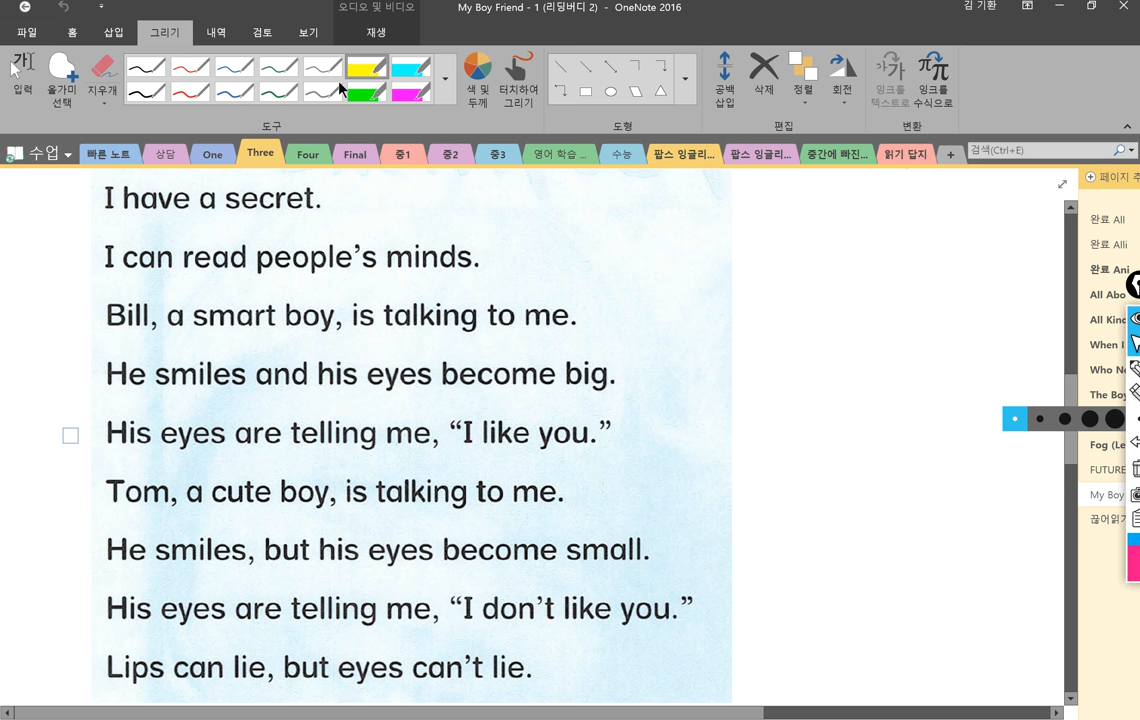 오디오 및 비디오
My Boy Friend - 1 (리딩버디 2) - OneNote 2016
김 기환
파일 홈 삽입 그리기 내역 검토 보기 재생
입력
올가미 선택
지우개
색 및 두께
터치하여 그리기
공백 삽입
삭제
정렬
회전
잉크를 텍스트로
잉크를 수식으로
도구 도형 편집 변환
수업 빠른 노트 상담 One Three Four Final 중1 중2 중3 영어 학습 ... 수능 팝스 잉글리... 팝스 잉글리... 중간에 빠진... 읽기 답지 + 검색(Ctrl+E)
I have a secret.
I can read people's minds.
Bill, a smart boy, is talking to me.
He smiles and his eyes become big.
His eyes are telling me, “I like you.”
Tom, a cute boy, is talking to me.
He smiles, but his eyes become small.
His eyes are telling me, “I don't like you.”
Lips can lie, but eyes can't lie.
페이지
완료 All
완료 Alli
완료 Ani
All Abo
All Kind
When I
Who
The Boy
Fog (Le
FUTURE
My Boy
끊어읽기